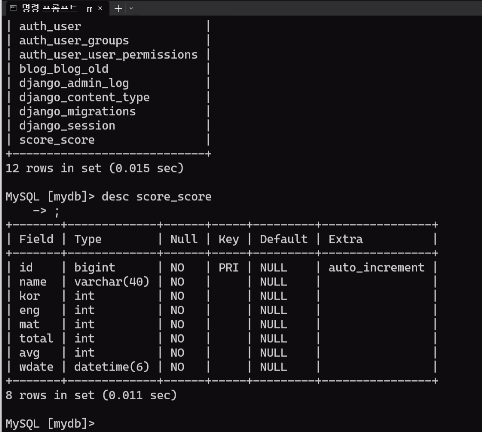 명령 프롬프트 - m × + ⌄
| auth_user                  |
| auth_user_groups           |
| auth_user_user_permissions |
| blog_blog_old              |
| django_admin_log           |
| django_content_type        |
| django_migrations          |
| django_session             |
| score_score                |
+----------------------------+
12 rows in set (0.015 sec)
MySQL [mydb]> desc score_score
    -> ;
+-------+-------------+------+-----+---------+----------------+
| Field | Type        | Null | Key | Default | Extra          |
+-------+-------------+------+-----+---------+----------------+
| id    | bigint      | NO   | PRI | NULL    | auto_increment |
| name  | varchar(40) | NO   |     | NULL    |                |
| kor   | int         | NO   |     | NULL    |                |
| eng   | int         | NO   |     | NULL    |                |
| mat   | int         | NO   |     | NULL    |                |
| total | int         | NO   |     | NULL    |                |
| avg   | int         | NO   |     | NULL    |                |
| wdate | datetime(6) | NO   |     | NULL    |                |
+-------+-------------+------+-----+---------+----------------+
8 rows in set (0.011 sec)
MySQL [mydb]>